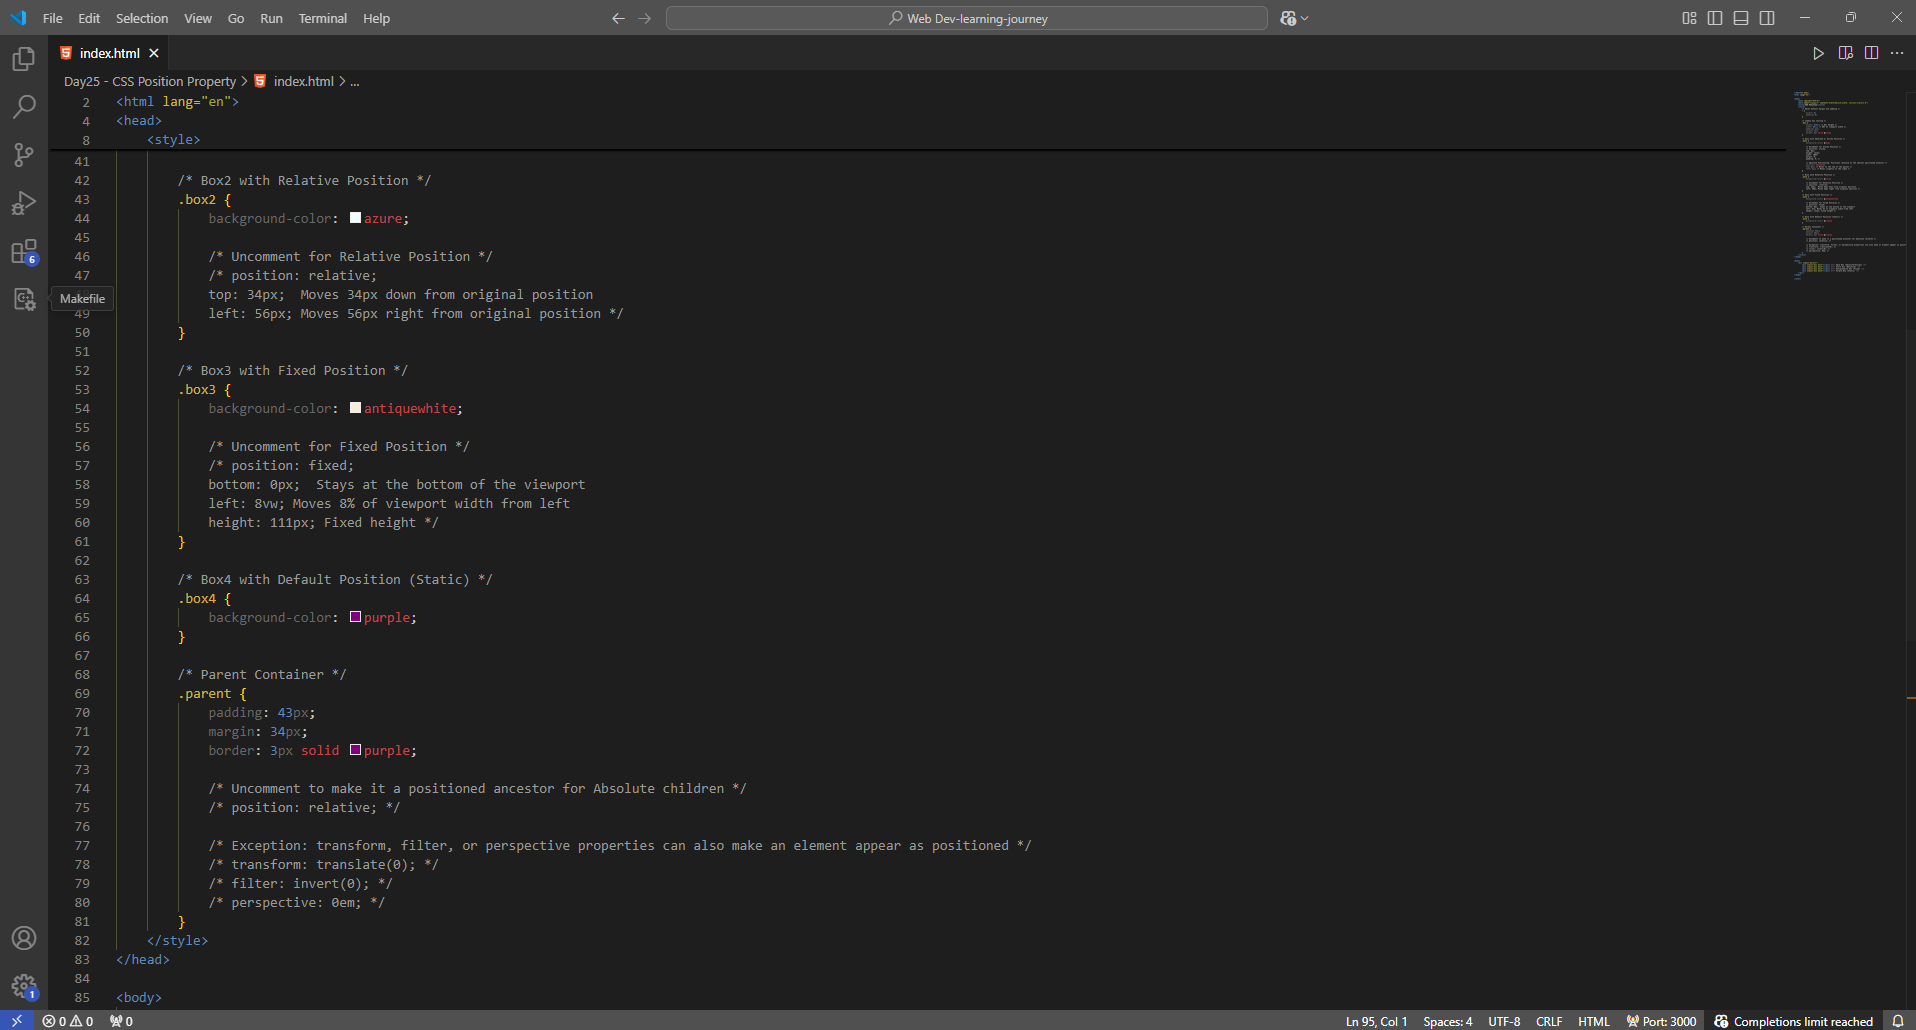 File Edit Selection View Go Run Terminal Help
Web Dev-learning-journey
index.html
Day25 - CSS Position Property > index.html > ...
2 <html lang="en">
4 <head>
8 <style>
41
42 /* Box2 with Relative Position */
43 .box2 {
44 background-color: azure;
45
46 /* Uncomment for Relative Position */
47 /* position: relative;
top: 34px;  Moves 34px down from original position
49 left: 56px; Moves 56px right from original position */
50 }
51
52 /* Box3 with Fixed Position */
53 .box3 {
54 background-color: antiquewhite;
55
56 /* Uncomment for Fixed Position */
57 /* position: fixed;
58 bottom: 0px;  Stays at the bottom of the viewport
59 left: 8vw; Moves 8% of viewport width from left
60 height: 111px; Fixed height */
61 }
62
63 /* Box4 with Default Position (Static) */
64 .box4 {
65 background-color: purple;
66 }
67
68 /* Parent Container */
69 .parent {
70 padding: 43px;
71 margin: 34px;
72 border: 3px solid purple;
73
74 /* Uncomment to make it a positioned ancestor for Absolute children */
75 /* position: relative; */
76
77 /* Exception: transform, filter, or perspective properties can also make an element appear as positioned */
78 /* transform: translate(0); */
79 /* filter: invert(0); */
80 /* perspective: 0em; */
81 }
82 </style>
83 </head>
84
85 <body>
6
Makefile
1
0 0 0
Ln 95, Col 1 Spaces: 4 UTF-8 CRLF HTML Port: 3000 Completions limit reached